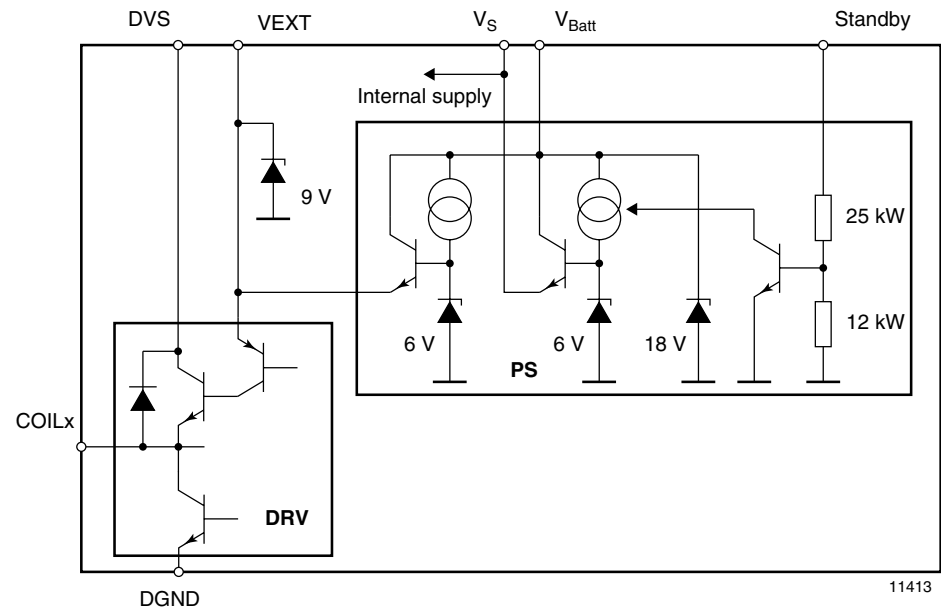 DVS VEXT VS VBatt Standby
Internal supply
9 V
25 kW
12 kW
6 V 6 V 18 V
PS
COILx
DRV
DGND
11413